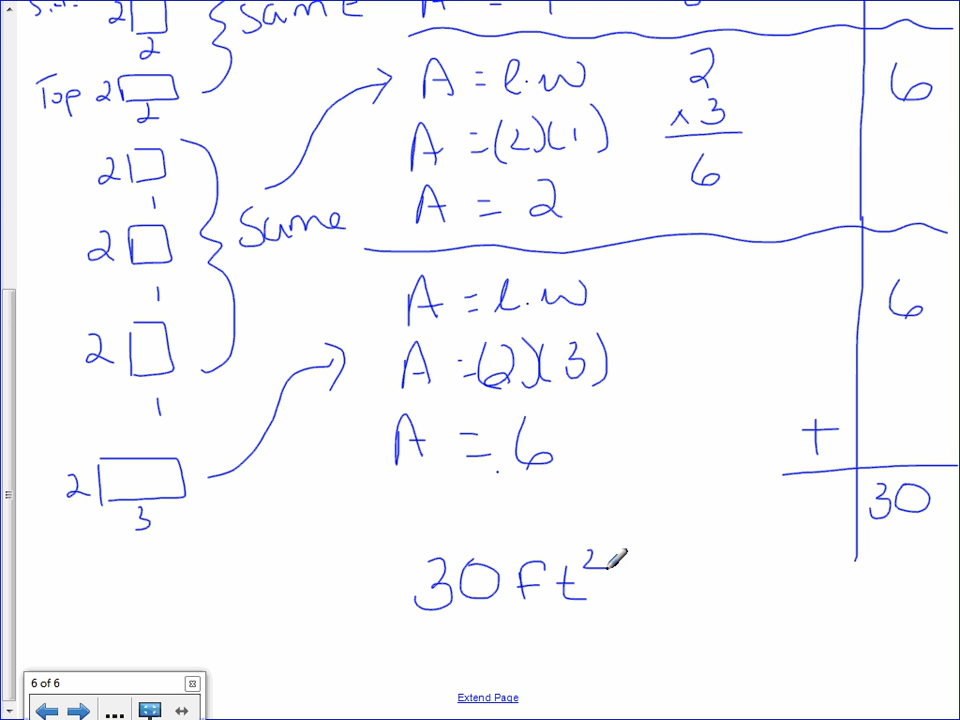 2
2
} Same
Top 2
2
2
1
2
1
2
1
} Same
2
3
A = l·w
A = (2)(1)
A = 2
2
x 3
6
6
A = l·w
A = (2)(3)
A = 6
6
+
30
30 ft²
6 of 6
...
Extend Page